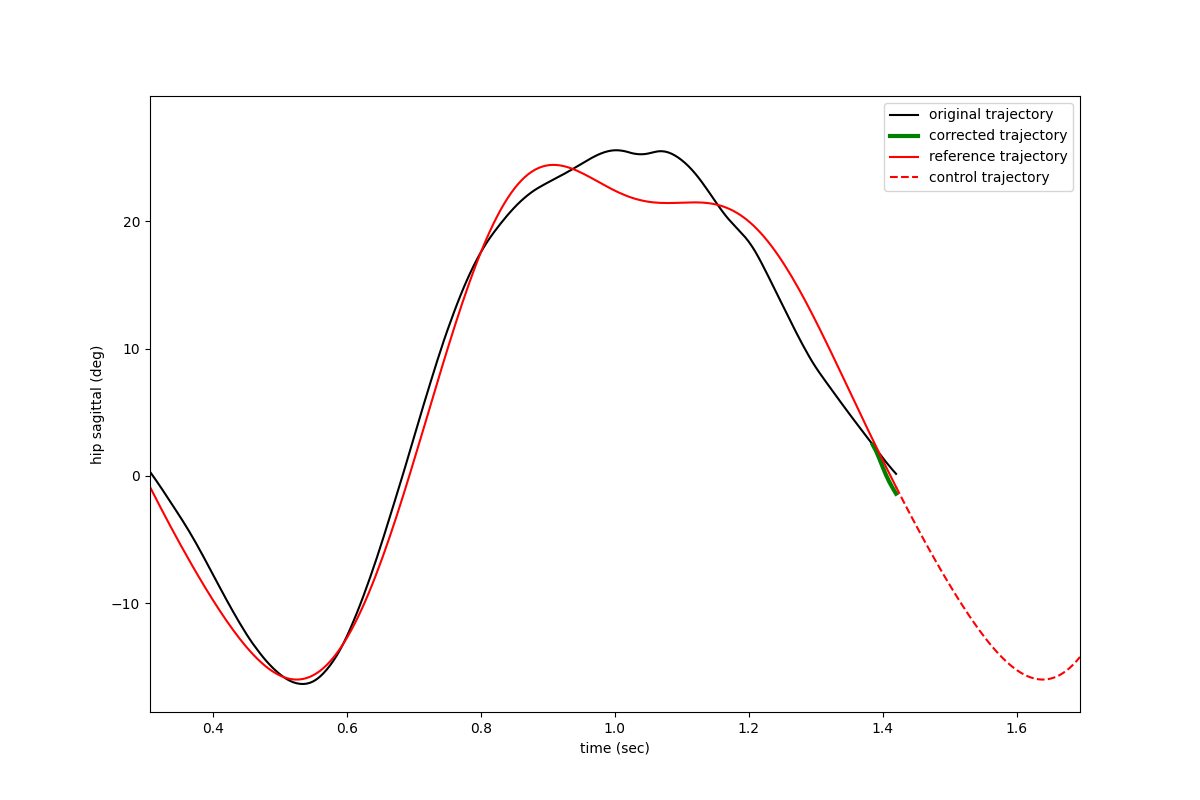 original trajectory
corrected trajectory
reference trajectory
control trajectory
20
10
0
−10
hip sagittal (deg)
0.4 0.6 0.8 1.0 1.2 1.4 1.6
time (sec)